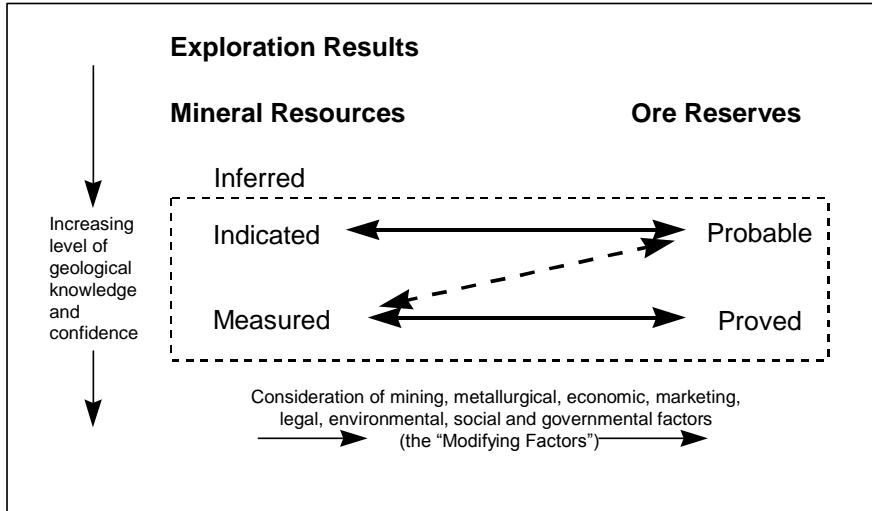 Exploration Results
Mineral Resources
Ore Reserves
Inferred
Indicated
Probable
Measured
Proved
Increasing
level of
geological
knowledge
and
confidence
Consideration of mining, metallurgical, economic, marketing,
legal, environmental, social and governmental factors
(the “Modifying Factors”)